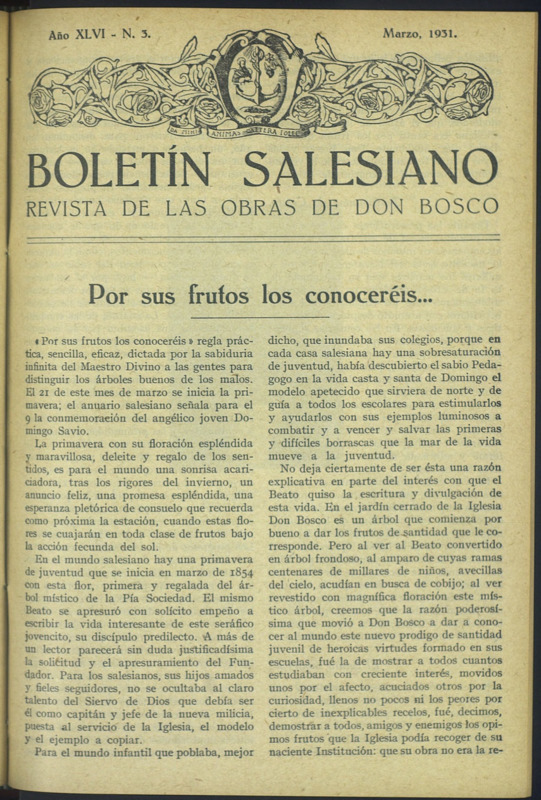 Año XLVI - N. 3.
Marzo, 1931.
DA MIHI ANIMAS CÆTERA TOLLE
BOLETÍN SALESIANO
REVISTA DE LAS OBRAS DE DON BOSCO
Por sus frutos los conoceréis...
« Por sus frutos los conoceréis » regla prác-
tica, sencilla, eficaz, dictada por la sabiduria
infinita del Maestro Divino a las gentes para
distinguir los árboles buenos de los malos.
El 21 de este mes de marzo se inicia la pri-
mavera; el anuario salesiano señala para el
9 la conmemoración del angélico joven Do-
mingo Savio.
La primavera con su floración espléndida
y maravillosa, deleite y regalo de los sen-
tidos, es para el mundo una sonrisa acari-
ciadora, tras los rigores del invierno, un
anuncio feliz, una promesa espléndida, una
esperanza pletórica de consuelo que recuerda
como próxima la estación, cuando estas flo-
res se cuajarán en toda clase de frutos bajo
la acción fecunda del sol.
En el mundo salesiano hay una primavera
de juventud que se inicia en marzo de 1854
con esta flor, primera y regalada del ár-
bol místico de la Pía Sociedad. El mismo
Beato se apresuró con solícito empeño a
escribir la vida interesante de este seráfico
jovencito, su discípulo predilecto. A más de
un lector parecerá sin duda justificadísima
la solicitud y el apresuramiento del Fun-
dador. Para los salesianos, sus hijos amados
y fieles seguidores, no se ocultaba al claro
talento del Siervo de Dios que debía ser
él como capitán y jefe de la nueva milicia,
puesta al servicio de la Iglesia, el modelo
y el ejemplo a copiar.
Para el mundo infantil que poblaba, mejor
dicho, que inundaba sus colegios, porque en
cada casa salesiana hay una sobresaturación
de juventud, había descubierto el sabio Peda-
gogo en la vida casta y santa de Domingo el
modelo apetecido que sirviera de norte y de
guía a todos los escolares para estimularlos
y ayudarlos con sus ejemplos luminosos a
combatir y a vencer y salvar las primeras
y difíciles borrascas que la mar de la vida
mueve a la juventud.
No deja ciertamente de ser ésta una razón
explicativa en parte del interés con que el
Beato quiso la escritura y divulgación de
esta vida. En el jardín cerrado de la Iglesia
Don Bosco es un árbol que comienza por
bueno a dar los frutos de santidad que le co-
rresponde. Pero al ver al Beato convertido
en árbol frondoso, al amparo de cuyas ramas
centenares de millares de niños, avecillas
del cielo, acudían en busca de cobijo; al ver
revestido con magnífica floración este mís-
tico árbol, creemos que la razón poderosí-
sima que movió a Don Bosco a dar a cono-
cer al mundo este nuevo prodigio de santidad
juvenil de heroicas virtudes formado en sus
escuelas, fué la de mostrar a todos cuantos
estudiaban con creciente interés, movidos
unos por el afecto, acuciados otros por la
curiosidad, llenos no pocos ni los peores por
cierto de inexplicables recelos, fué, decimos,
demostrar a todos, amigos y enemigos los opi-
mos frutos que la Iglesia podía recoger de su
naciente Institución: que su obra no era la re-